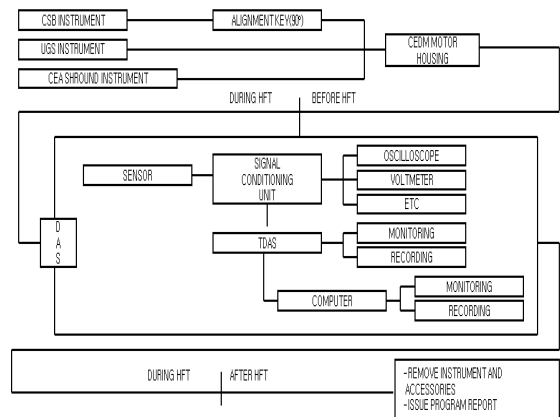 CSB INSTRUMENT
ALIGNMENT KEY(90°)
UGS INSTRUMENT
CEDM MOTOR
HOUSING
CEA SHROUND INSTRUMENT
DURING HFT
BEFORE HFT
SENSOR
SIGNAL
CONDITIONING
UNIT
OSCILLOSCOPE
VOLTMETER
ETC
D
A
S
TDAS
MONITORING
RECORDING
COMPUTER
MONITORING
RECORDING
DURING HFT
AFTER HFT
-REMOVE INSTRUMENT AND
ACCESSORIES
-ISSUE PROGRAM REPORT